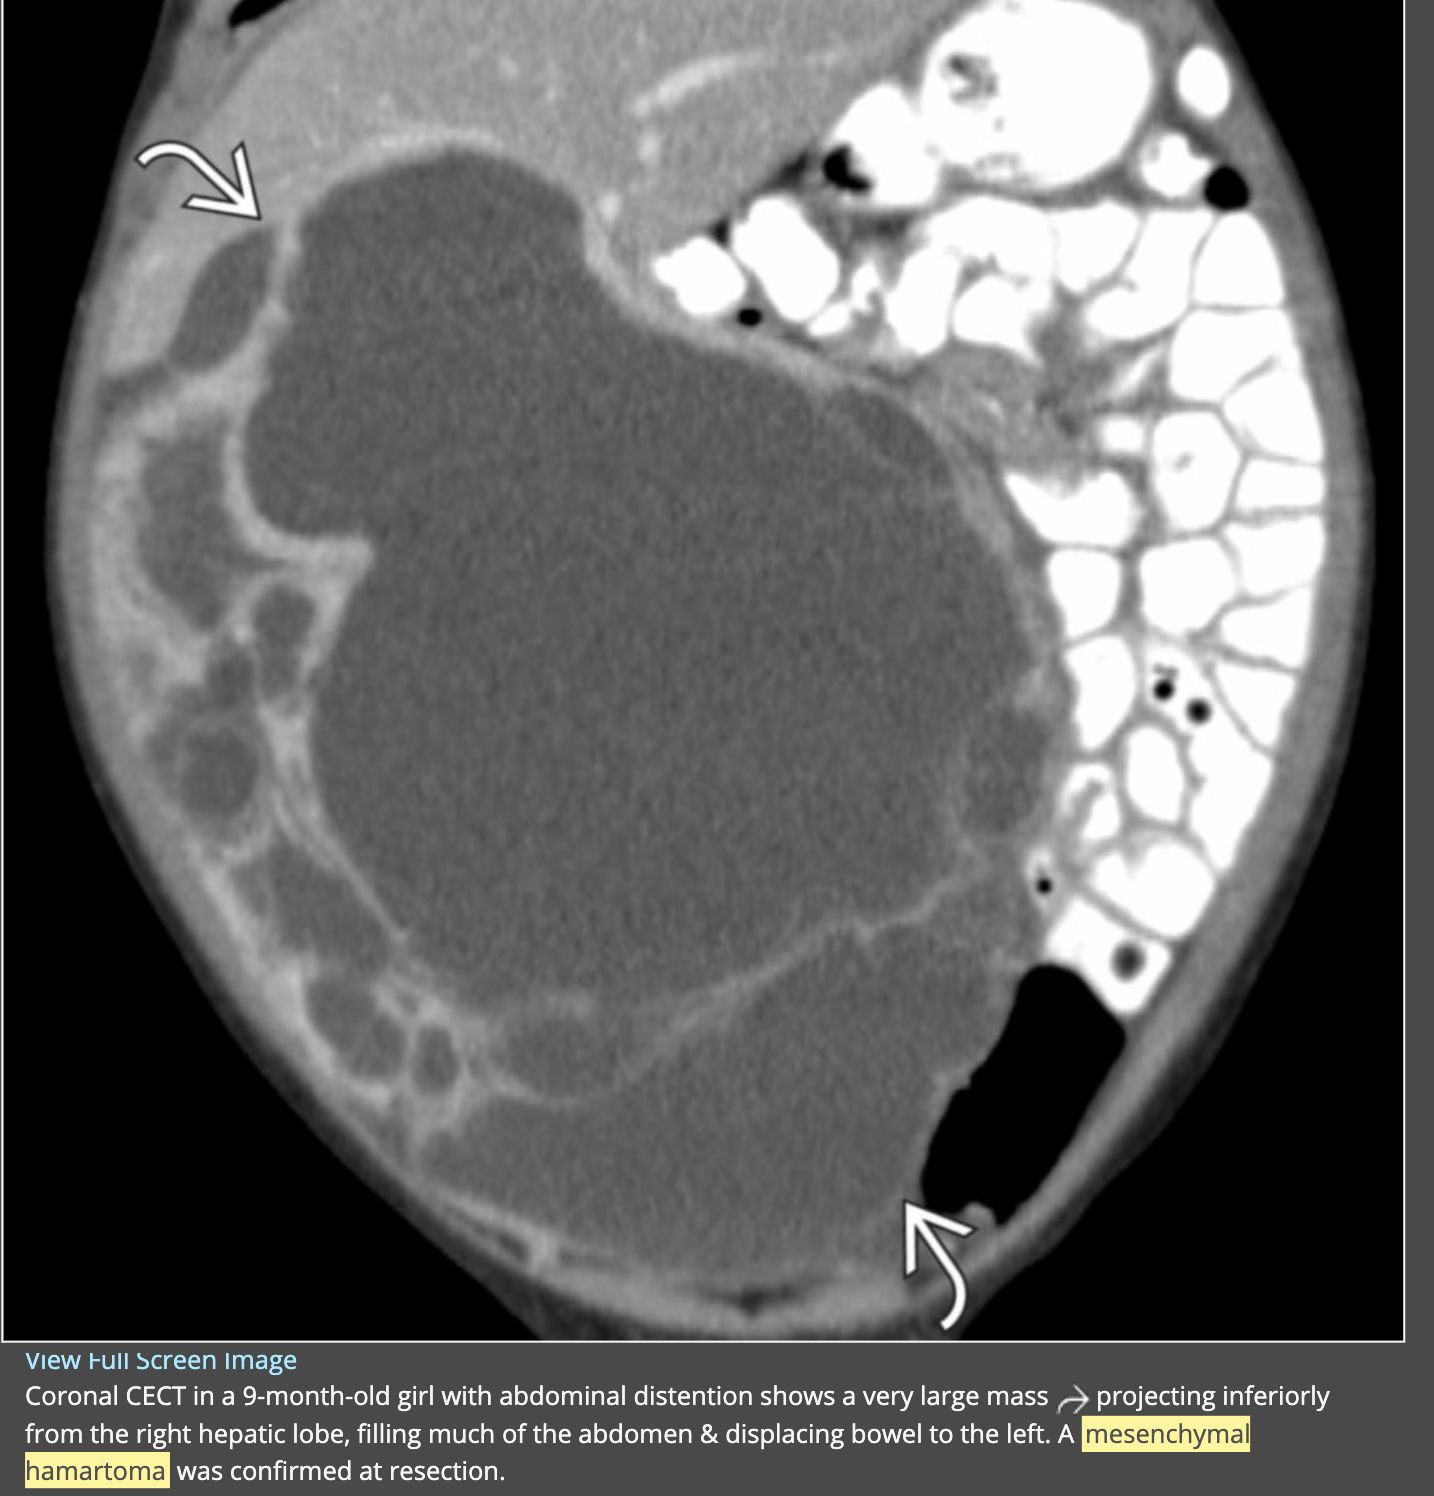 View Full Screen Image
Coronal CECT in a 9-month-old girl with abdominal distention shows a very large mass projecting inferiorly
from the right hepatic lobe, filling much of the abdomen & displacing bowel to the left. A mesenchymal
hamartoma was confirmed at resection.